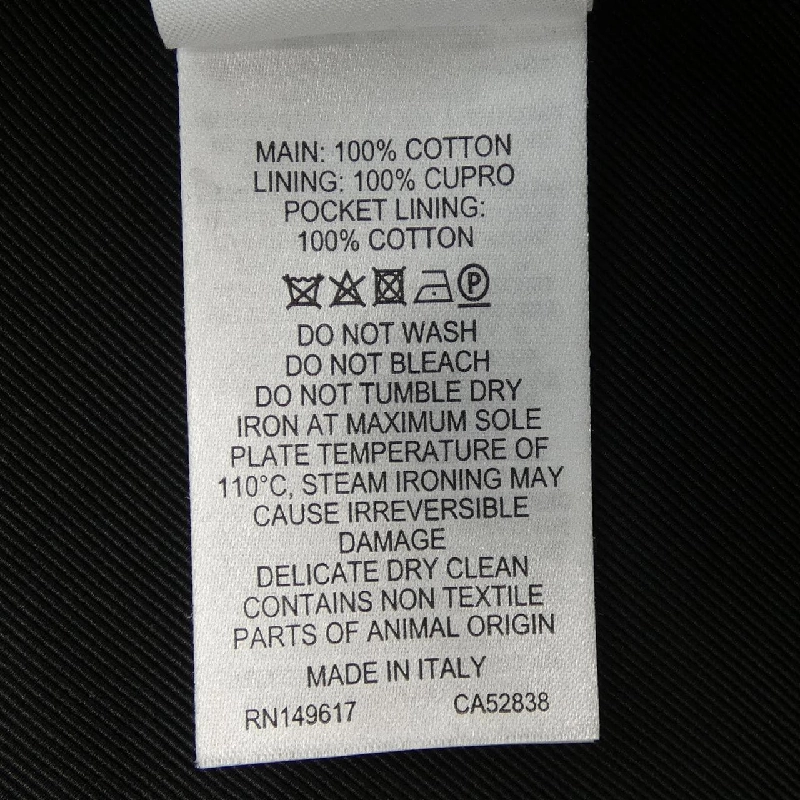 MAIN: 100% COTTON
LINING: 100% CUPRO
POCKET LINING:
100% COTTON
P
DO NOT WASH
DO NOT BLEACH
DO NOT TUMBLE DRY
IRON AT MAXIMUM SOLE
PLATE TEMPERATURE OF
110°C, STEAM IRONING MAY
CAUSE IRREVERSIBLE
DAMAGE
DELICATE DRY CLEAN
CONTAINS NON TEXTILE
PARTS OF ANIMAL ORIGIN
MADE IN ITALY
RN149617 CA52838